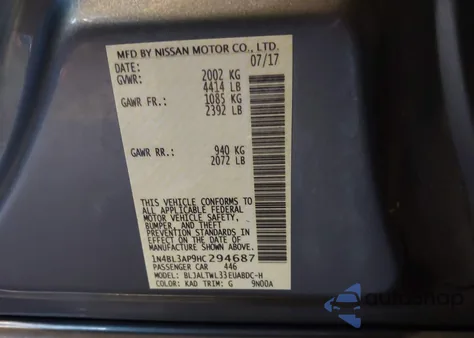 MFD BY NISSAN MOTOR CO., LTD.
DATE: 07/17
GVWR: 2002 KG
4414 LB
GAWR FR.: 1085 KG
2392 LB
GAWR RR.: 940 KG
2072 LB
THIS VEHICLE CONFORMS TO
ALL APPLICABLE FEDERAL
MOTOR VEHICLE SAFETY,
BUMPER, AND THEFT
PREVENTION STANDARDS IN
EFFECT ON THE DATE OF
MANUFACTURE SHOWN ABOVE.
1N4BL3AP9HC294687
PASSENGER CAR 446
MODEL: BLJALTWL33EUABDC-H
COLOR: KAD TRIM: G 9N00A
autosnap